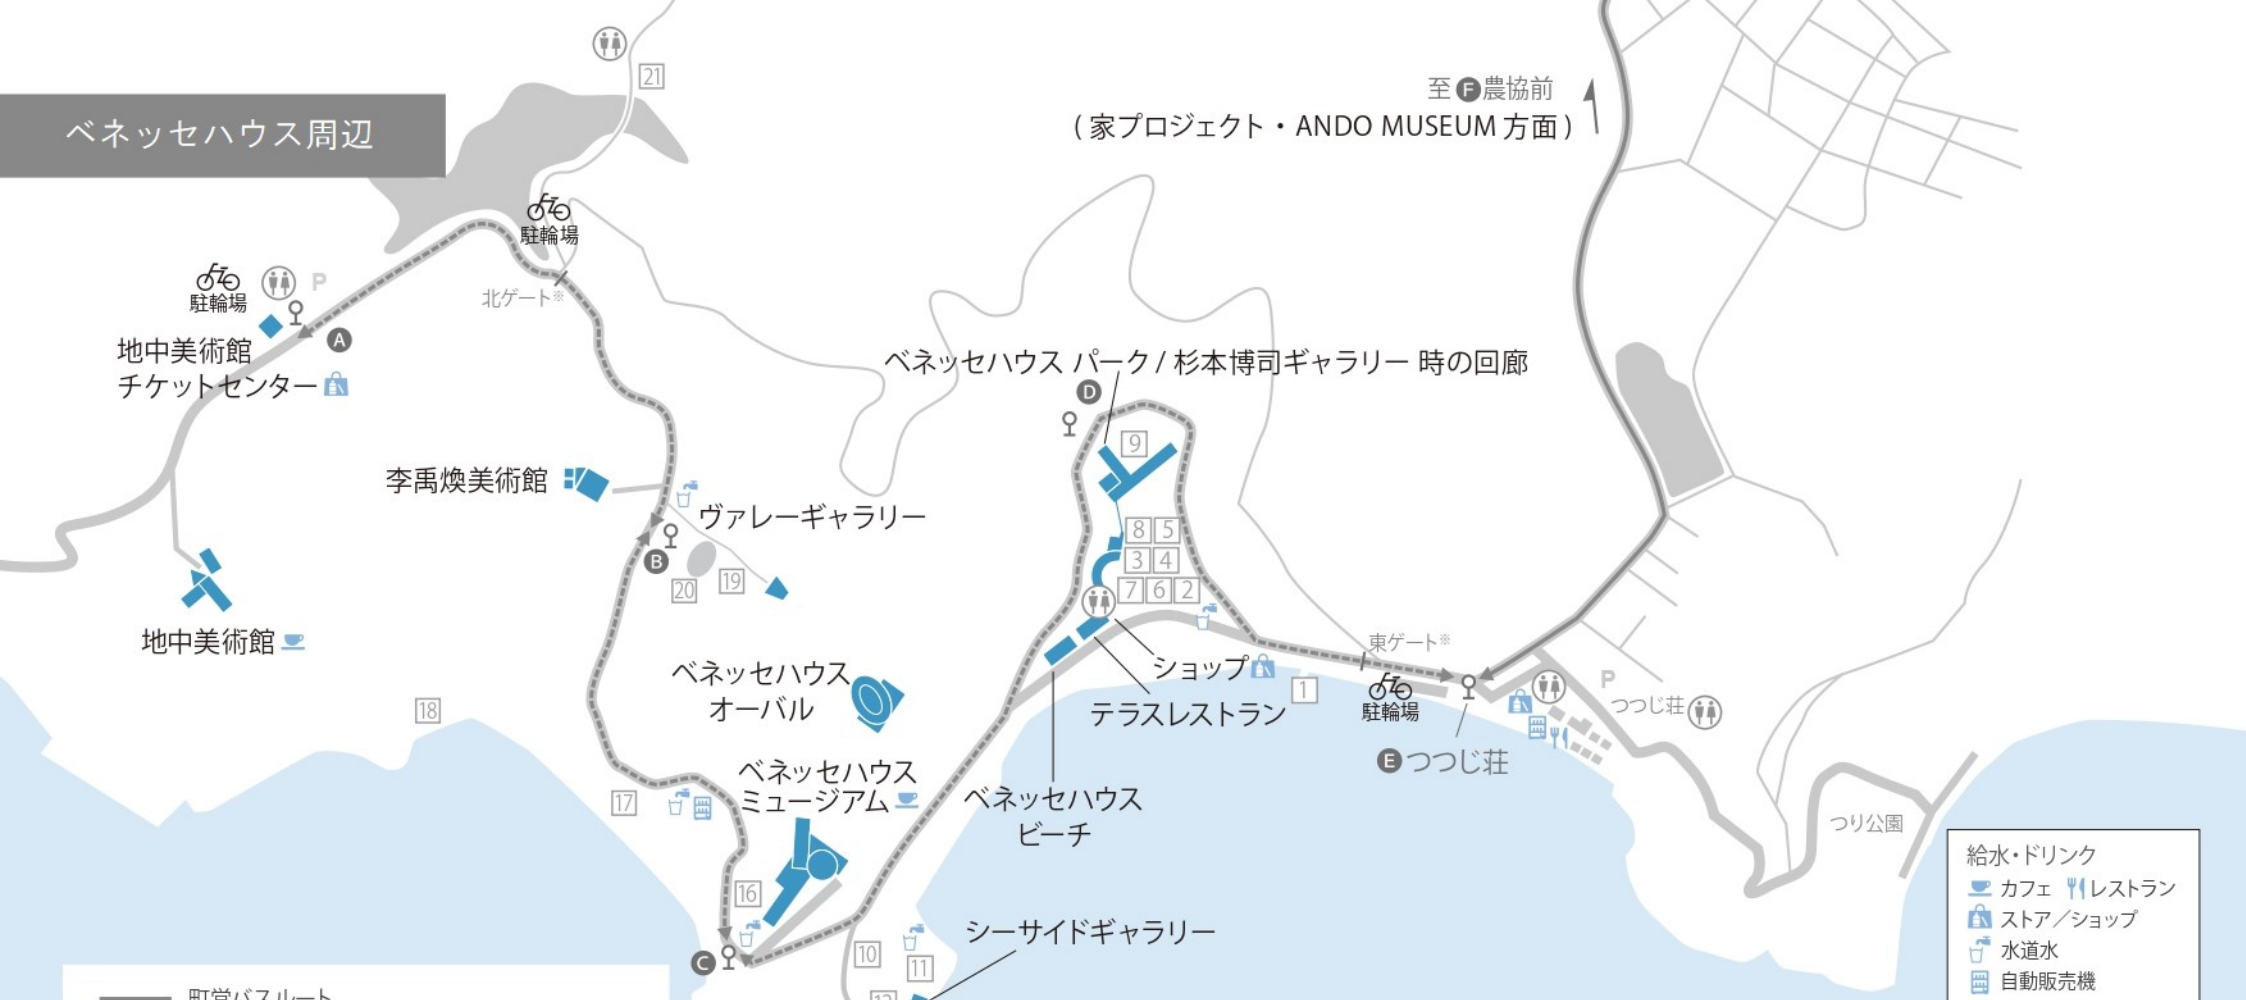 21
至 F 農協前
(家プロジェクト・ANDO MUSEUM 方面)
ベネッセハウス周辺
駐輪場
駐輪場
P
北ゲート※
A
地中美術館
チケットセンター
ベネッセハウス パーク / 杉本博司ギャラリー 時の回廊
D
9
李禹煥美術館
ヴァレーギャラリー
B
20
19
8 5
3 4
7 6 2
地中美術館
東ゲート※
ベネッセハウス
オーバル
ショップ
1
駐輪場
P
つつじ荘
18
テラスレストラン
E つつじ荘
ベネッセハウス
ミュージアム
17
ベネッセハウス
ビーチ
つり公園
16
給水・ドリンク
カフェ レストラン
ストア／ショップ
水道水
自動販売機
シーサイドギャラリー
10
11
C
町営バスルート